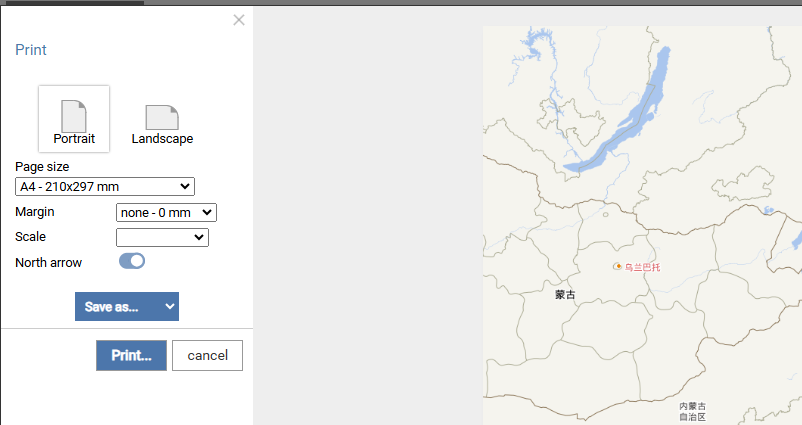 Print
Portrait
Landscape
Page size
A4 - 210x297 mm
Margin
none - 0 mm
Scale
North arrow
Save as...
Print...
cancel
乌兰巴托
蒙古
内蒙古
自治区